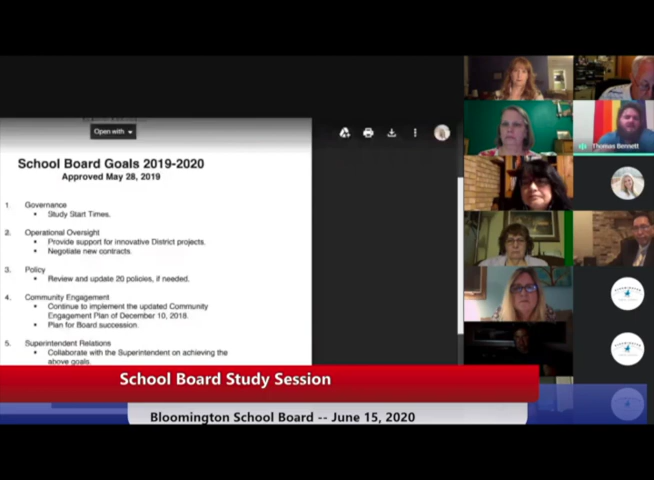 Open with
School Board Goals 2019-2020
Approved May 28, 2019
1. Governance
• Study Start Times.
2. Operational Oversight
• Provide support for innovative District projects.
• Negotiate new contracts.
3. Policy
• Review and update 20 policies, if needed.
4. Community Engagement
• Continue to implement the updated Community
Engagement Plan of December 10, 2018.
• Plan for Board succession.
5. Superintendent Relations
• Collaborate with the Superintendent on achieving the
above goals.
Thomas Bennett
School Board Study Session
Bloomington School Board -- June 15, 2020